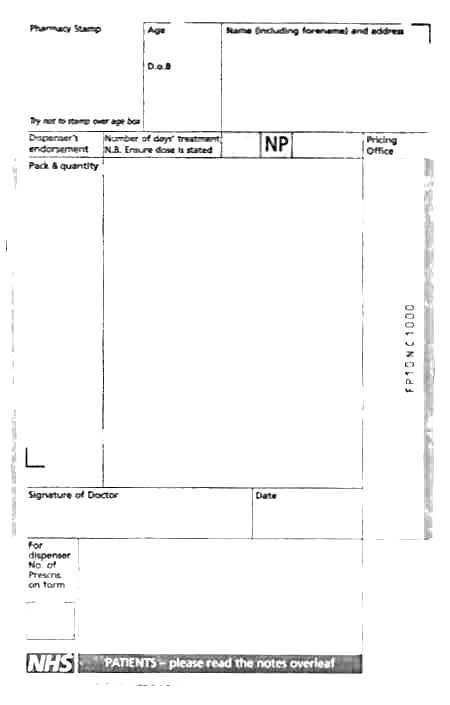 Pharmacy Stamp
Age
Name (including forename) and address
D.o.B
Try not to stamp over age box
Dispenser's
endorsement
Number of days' treatment
N.B. Ensure dose is stated
NP
Pricing
Office
Pack & quantity
FP10NC1000
Signature of Doctor
Date
For
dispenser
No. of
Prescns.
on form
NHS
PATIENTS – please read the notes overleaf